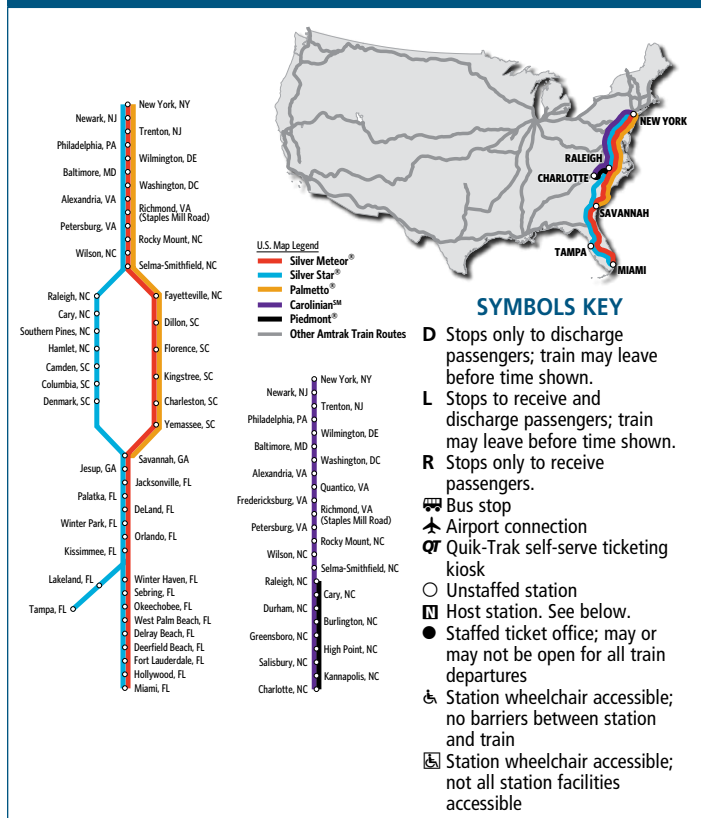 New York, NY
Newark, NJ
Trenton, NJ
Philadelphia, PA
Wilmington, DE
Baltimore, MD
Washington, DC
Alexandria, VA
Richmond, VA
(Staples Mill Road)
Petersburg, VA
Rocky Mount, NC
Wilson, NC
Selma-Smithfield, NC
Raleigh, NC
Fayetteville, NC
Cary, NC
Dillon, SC
Southern Pines, NC
Hamlet, NC
Florence, SC
Camden, SC
Kingstree, SC
Columbia, SC
Denmark, SC
Charleston, SC
Yemassee, SC
Savannah, GA
Jesup, GA
Jacksonville, FL
Palatka, FL
DeLand, FL
Winter Park, FL
Orlando, FL
Kissimmee, FL
Lakeland, FL
Winter Haven, FL
Sebring, FL
Tampa, FL
Okeechobee, FL
West Palm Beach, FL
Delray Beach, FL
Deerfield Beach, FL
Fort Lauderdale, FL
Hollywood, FL
Miami, FL
NEW YORK
RALEIGH
CHARLOTTE
SAVANNAH
TAMPA
MIAMI
U.S. Map Legend
Silver Meteor®
Silver Star®
Palmetto®
Carolinian℠
Piedmont®
Other Amtrak Train Routes
New York, NY
Newark, NJ
Trenton, NJ
Philadelphia, PA
Wilmington, DE
Baltimore, MD
Washington, DC
Alexandria, VA
Quantico, VA
Fredericksburg, VA
Richmond, VA
(Staples Mill Road)
Petersburg, VA
Rocky Mount, NC
Wilson, NC
Selma-Smithfield, NC
Raleigh, NC
Cary, NC
Durham, NC
Burlington, NC
Greensboro, NC
High Point, NC
Salisbury, NC
Kannapolis, NC
Charlotte, NC
SYMBOLS KEY
D Stops only to discharge
passengers; train may leave
before time shown.
L Stops to receive and
discharge passengers; train
may leave before time shown.
R Stops only to receive
passengers.
Bus stop
Airport connection
QT Quik-Trak self-serve ticketing
kiosk
Unstaffed station
N Host station. See below.
Staffed ticket office; may or
may not be open for all train
departures
Station wheelchair accessible;
no barriers between station
and train
Station wheelchair accessible;
not all station facilities
accessible